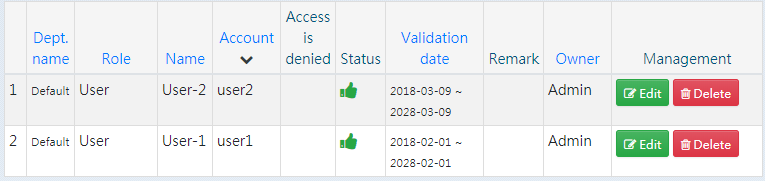 Dept. name Role Name Account Access is denied Status Validation date Remark Owner Management
1 Default User User-2 user2 2018-03-09 ~ 2028-03-09 Admin Edit Delete
2 Default User User-1 user1 2018-02-01 ~ 2028-02-01 Admin Edit Delete